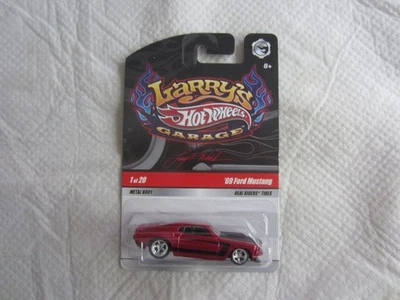 8+
Larry's
Hot Wheels
GARAGE
1 of 20
'69 Ford Mustang
METAL BODY
REAL RIDERS® TIRES